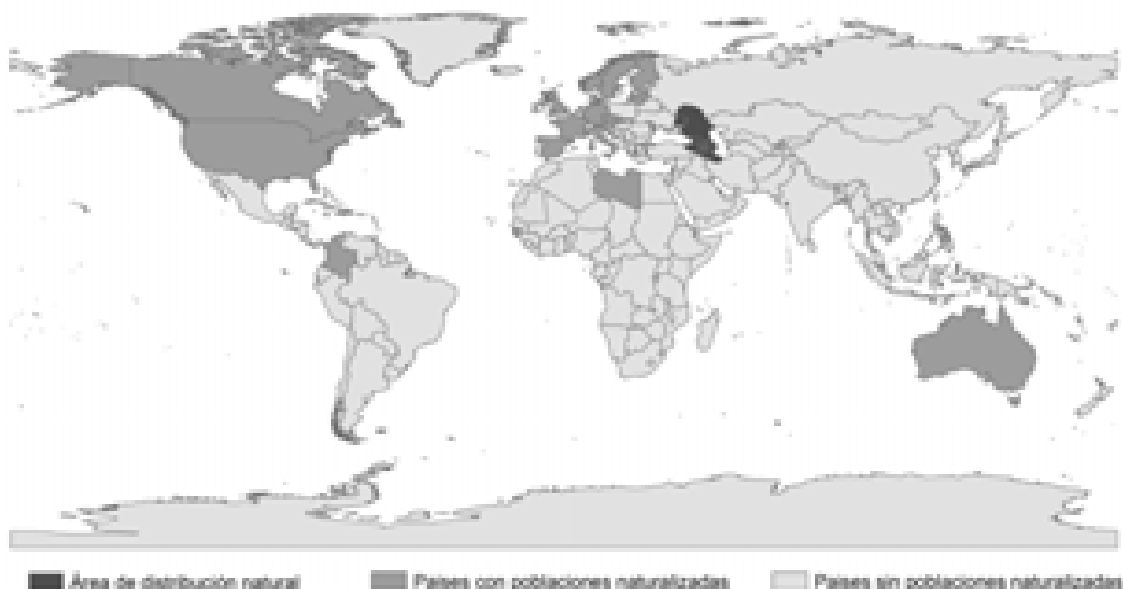 Área de distribución natural Países con poblaciones naturalizadas Países sin poblaciones naturalizadas